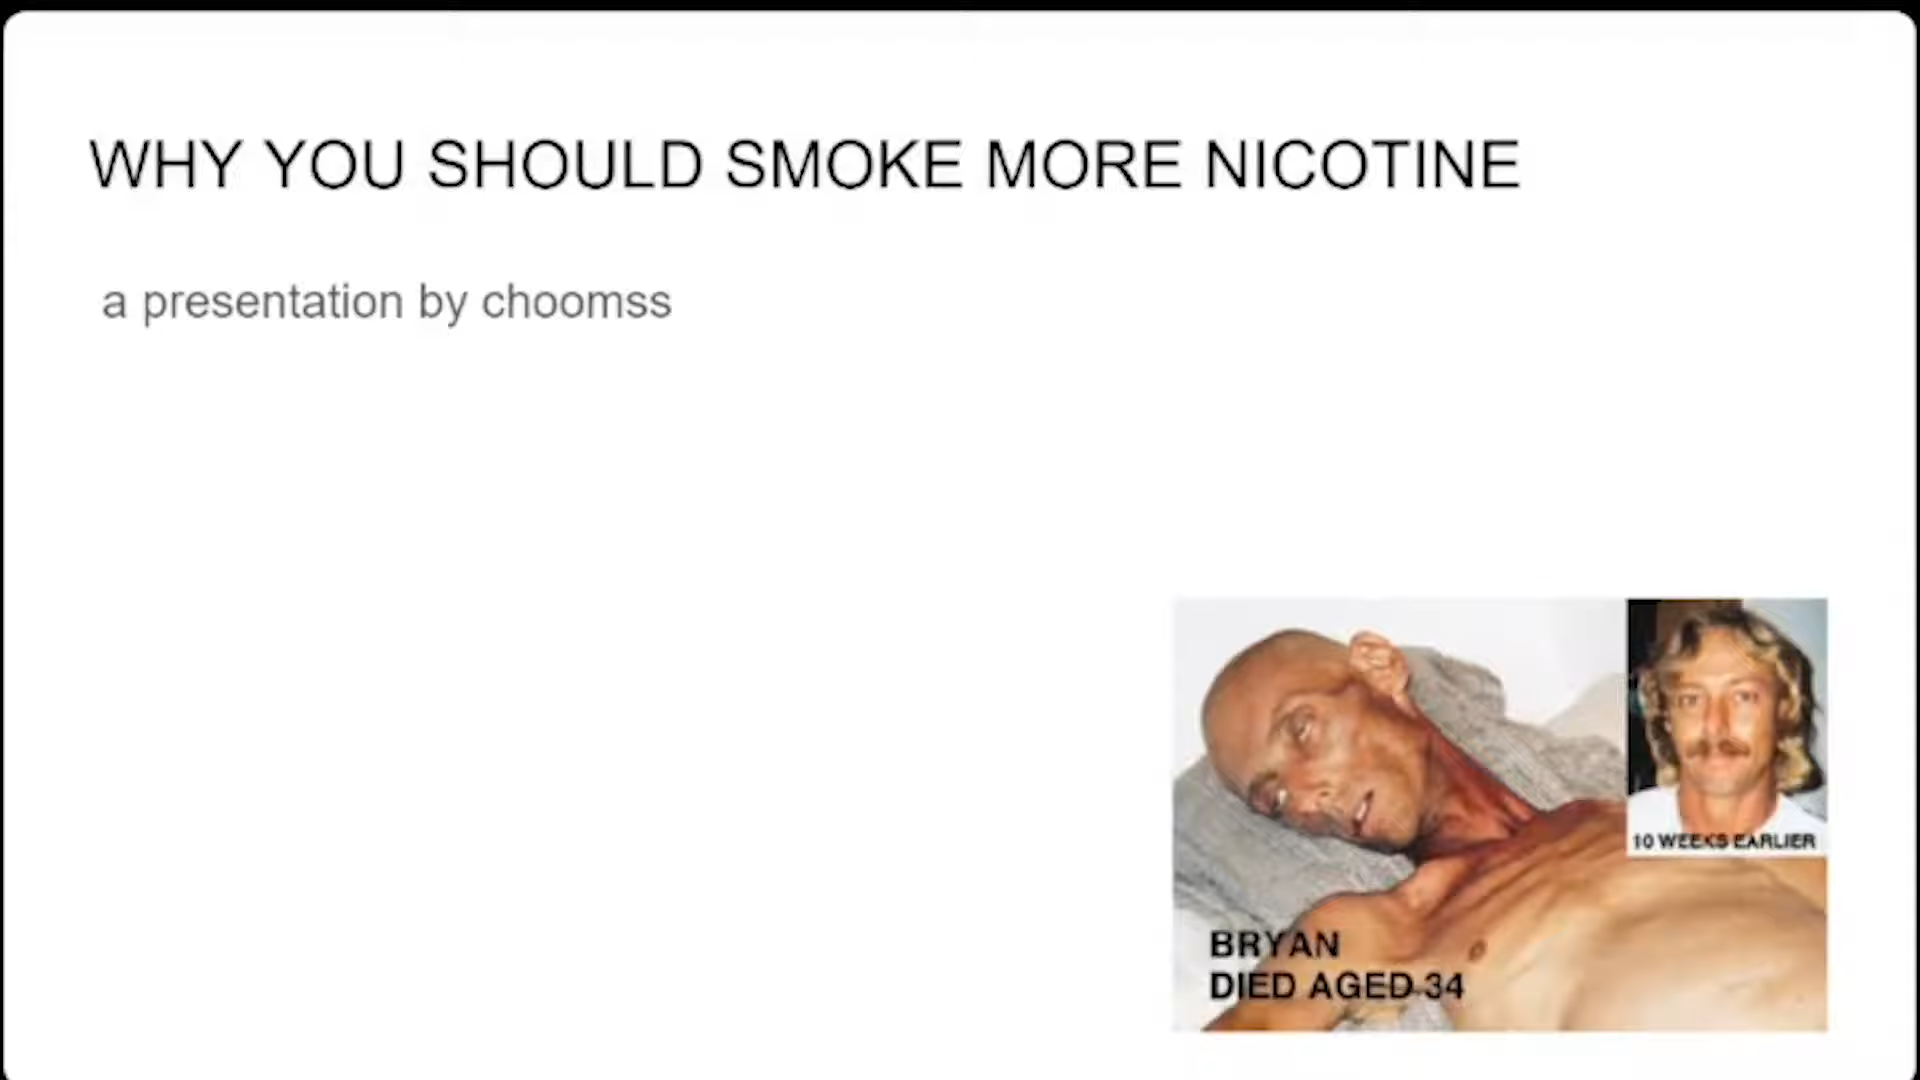 WHY YOU SHOULD SMOKE MORE NICOTINE
a presentation by choomss
10 WEEKS EARLIER
BRYAN
DIED AGED 34